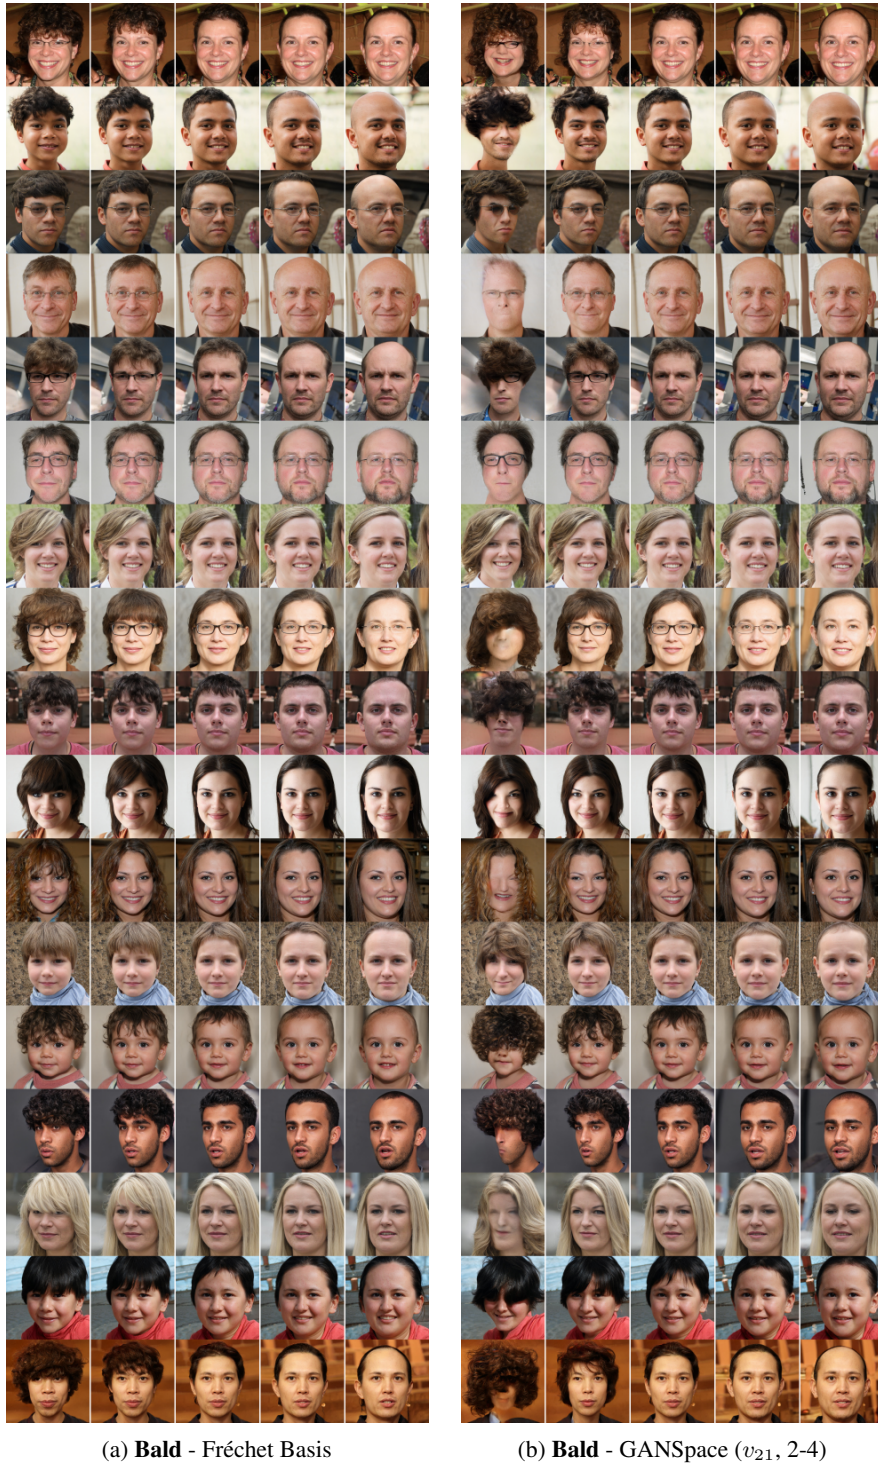 (a) Bald - Fréchet Basis
(b) Bald - GANSpace (v₂₁, 2-4)